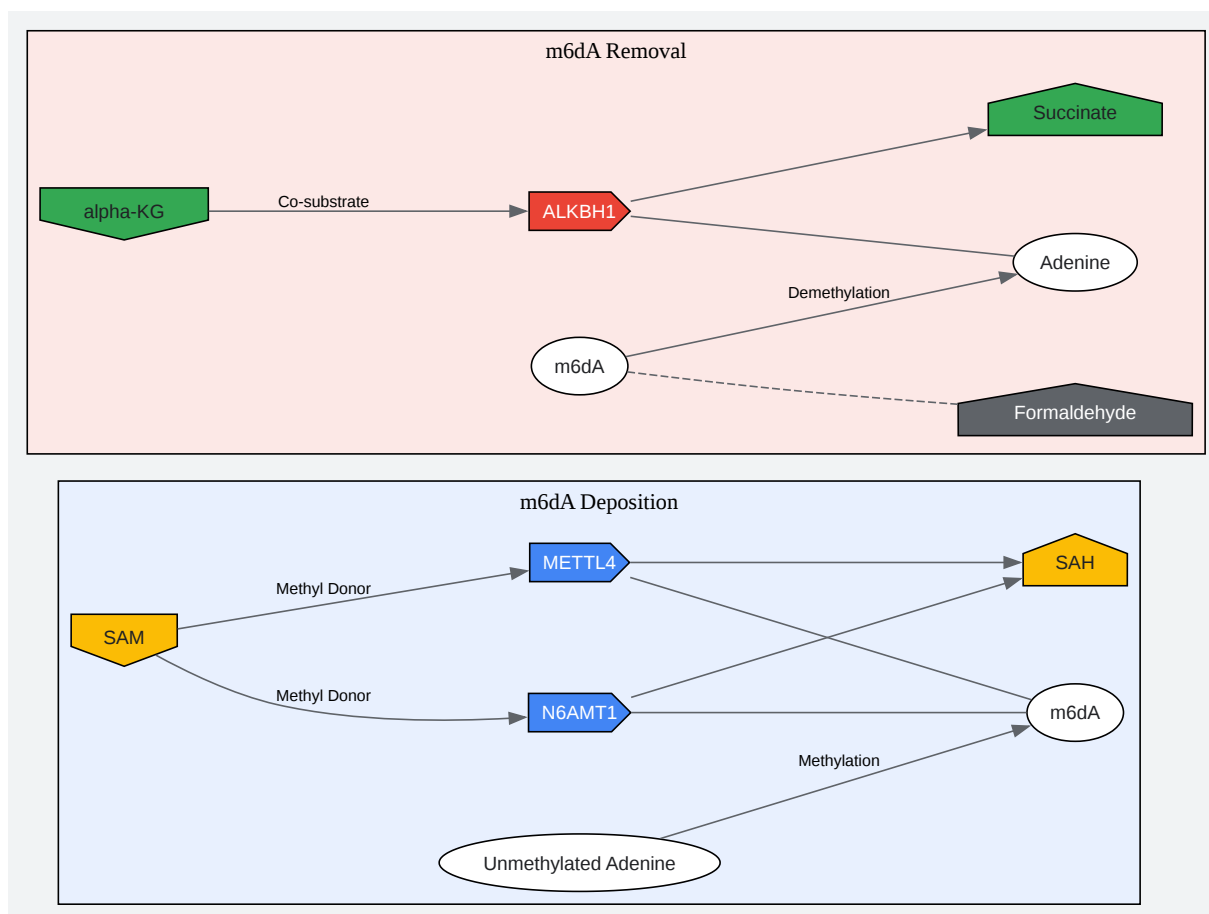 m6dA Removal
Succinate
alpha-KG
Co-substrate
ALKBH1
Adenine
Demethylation
m6dA
Formaldehyde
m6dA Deposition
METTL4
SAH
Methyl Donor
SAM
Methyl Donor
N6AMT1
m6dA
Methylation
Unmethylated Adenine